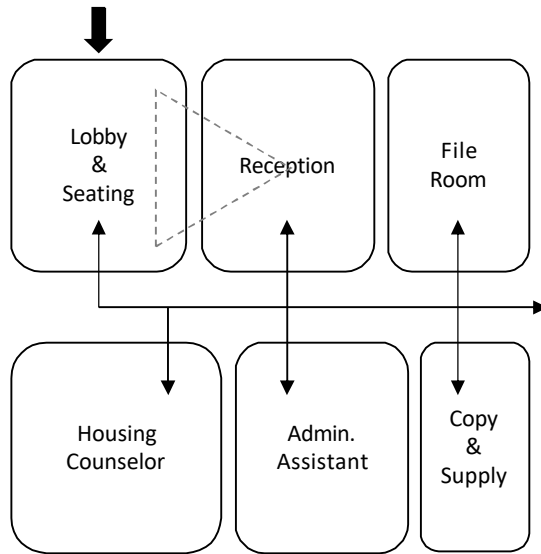 Lobby
&
Seating
Reception
File
Room
Housing
Counselor
Admin.
Assistant
Copy
&
Supply